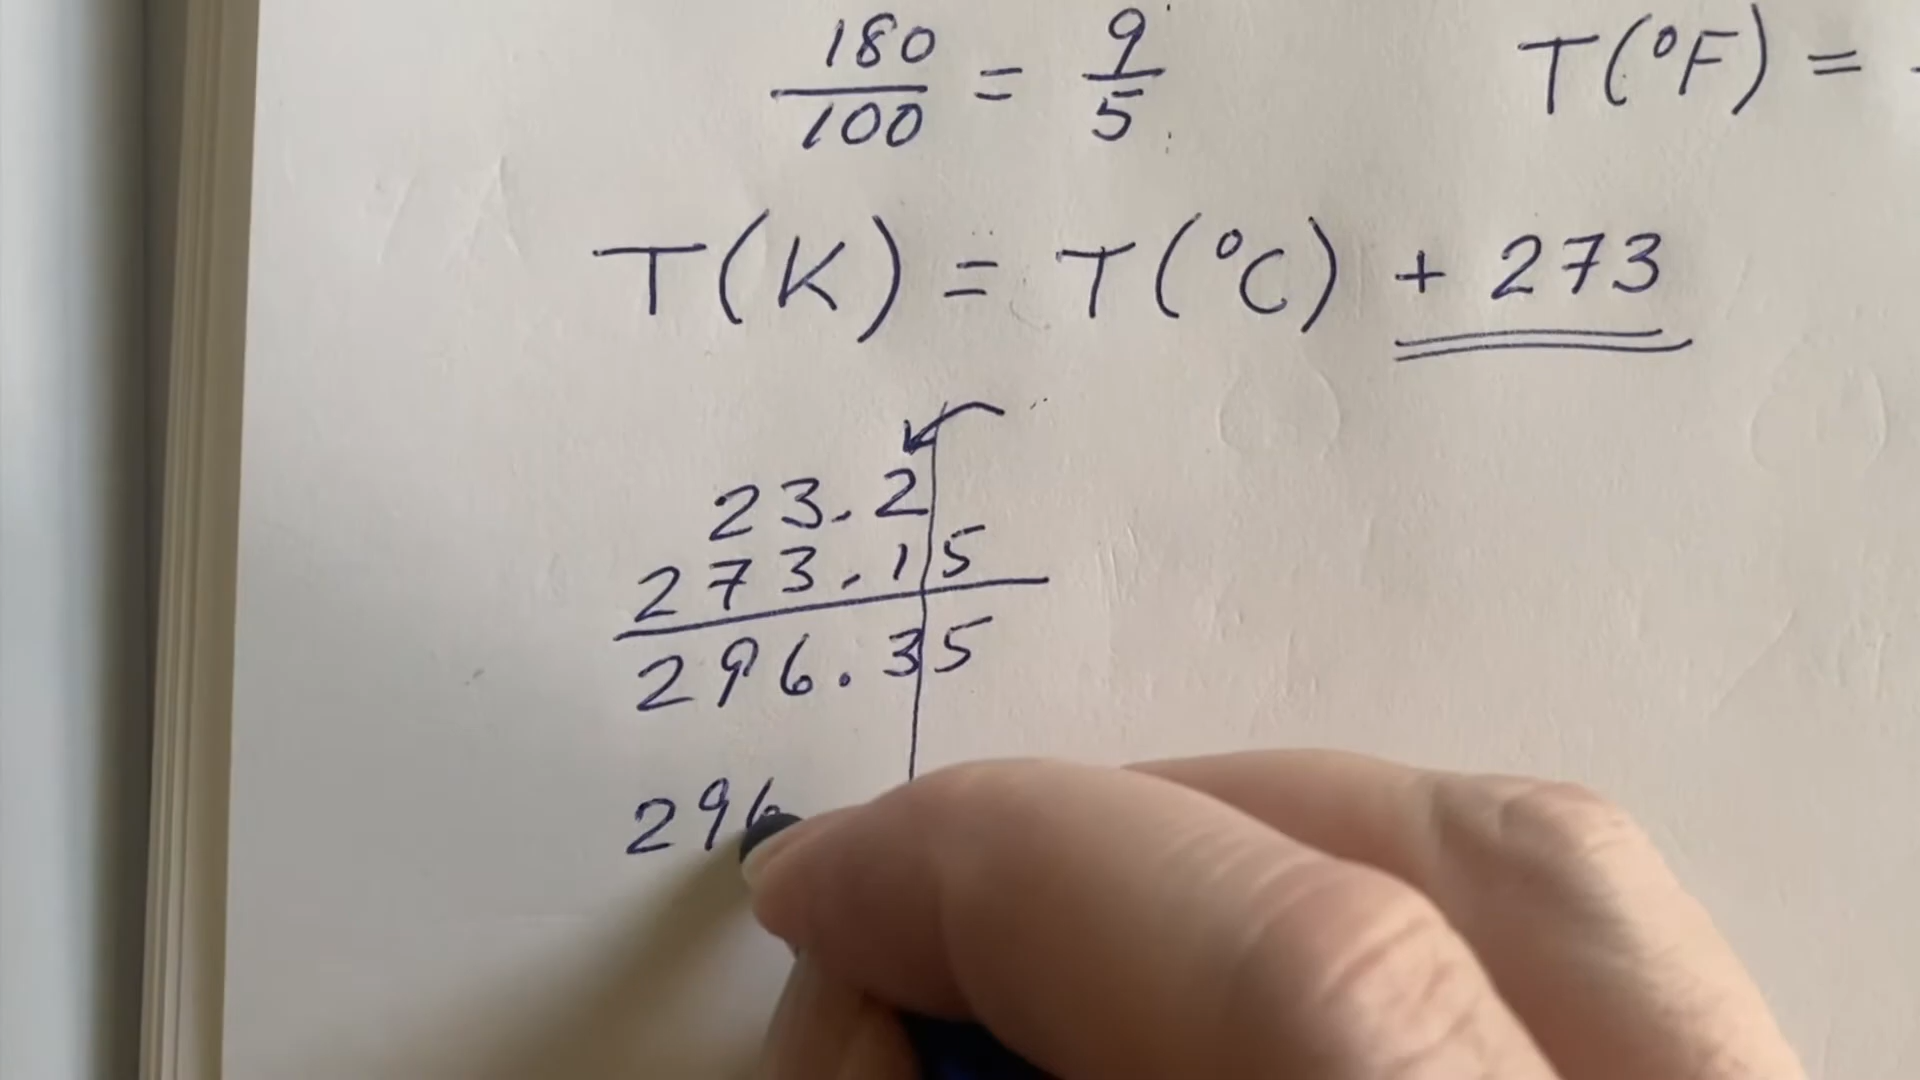 180/100 = 9/5 T(°F) =
T(K) = T(°C) + 273
23.2
273.15
296.35
296